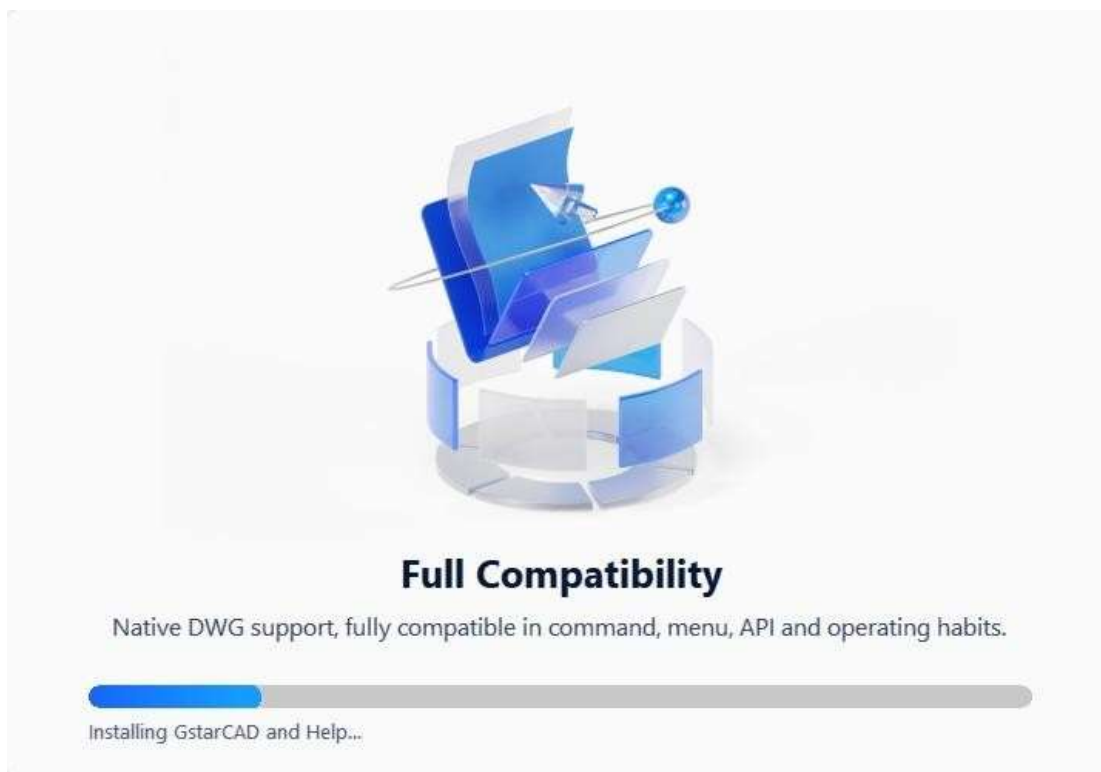 Full Compatibility
Native DWG support, fully compatible in command, menu, API and operating habits.
Installing GstarCAD and Help...